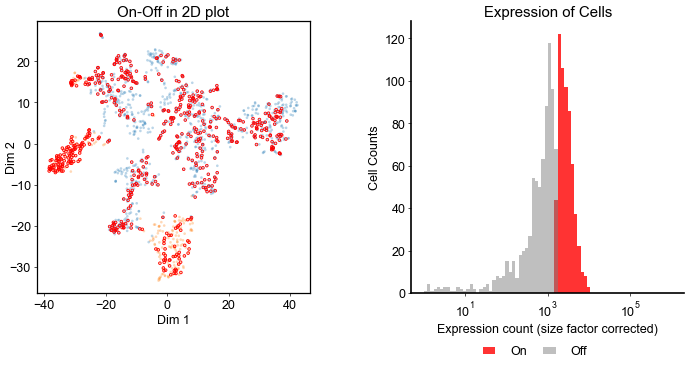 On-Off in 2D plot
20
10
0
−10
−20
−30
−40
−20
0
20
40
Dim 2
Dim 1
Expression of Cells
120
100
80
60
40
20
0
10^1
10^3
10^5
Cell Counts
Expression count (size factor corrected)
On
Off